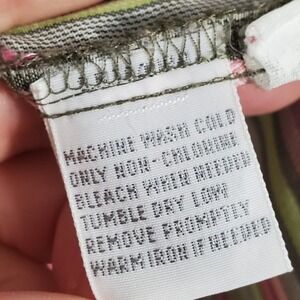 MACHINE WASH COLD
ONLY NON-CHLORINE
BLEACH WHEN NEEDED
TUMBLE DRY LOW
REMOVE PROMPTLY
WARM IRON IF NEEDED